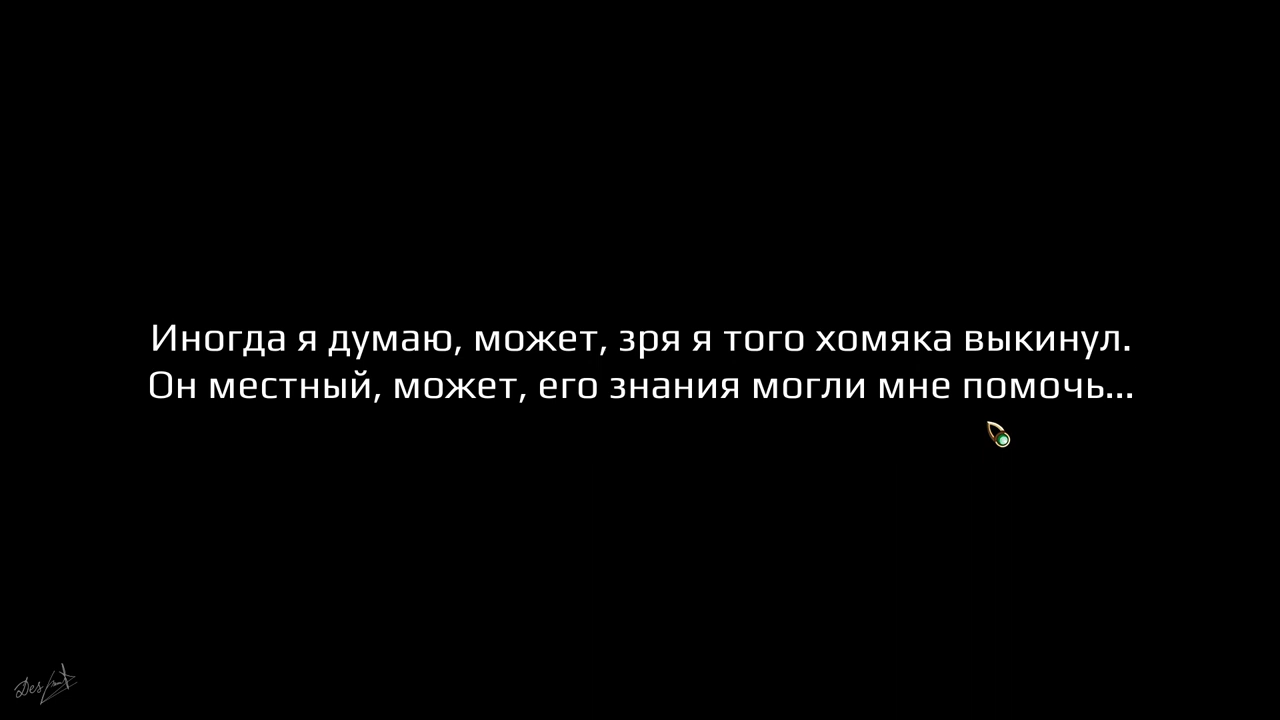 Иногда я думаю, может, зря я того хомяка выкинул.
Он местный, может, его знания могли мне помочь...